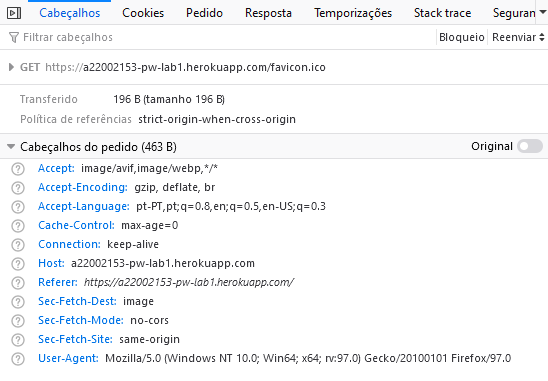 Cabeçalhos Cookies Pedido Resposta Temporizações Stack trace Seguran
Filtrar cabeçalhos Bloqueio Reenviar
GET https://a22002153-pw-lab1.herokuapp.com/favicon.ico
Transferido 196 B (tamanho 196 B)
Política de referências strict-origin-when-cross-origin
Cabeçalhos do pedido (463 B) Original
Accept: image/avif,image/webp,*/*
Accept-Encoding: gzip, deflate, br
Accept-Language: pt-PT,pt;q=0.8,en;q=0.5,en-US;q=0.3
Cache-Control: max-age=0
Connection: keep-alive
Host: a22002153-pw-lab1.herokuapp.com
Referer: https://a22002153-pw-lab1.herokuapp.com/
Sec-Fetch-Dest: image
Sec-Fetch-Mode: no-cors
Sec-Fetch-Site: same-origin
User-Agent: Mozilla/5.0 (Windows NT 10.0; Win64; x64; rv:97.0) Gecko/20100101 Firefox/97.0